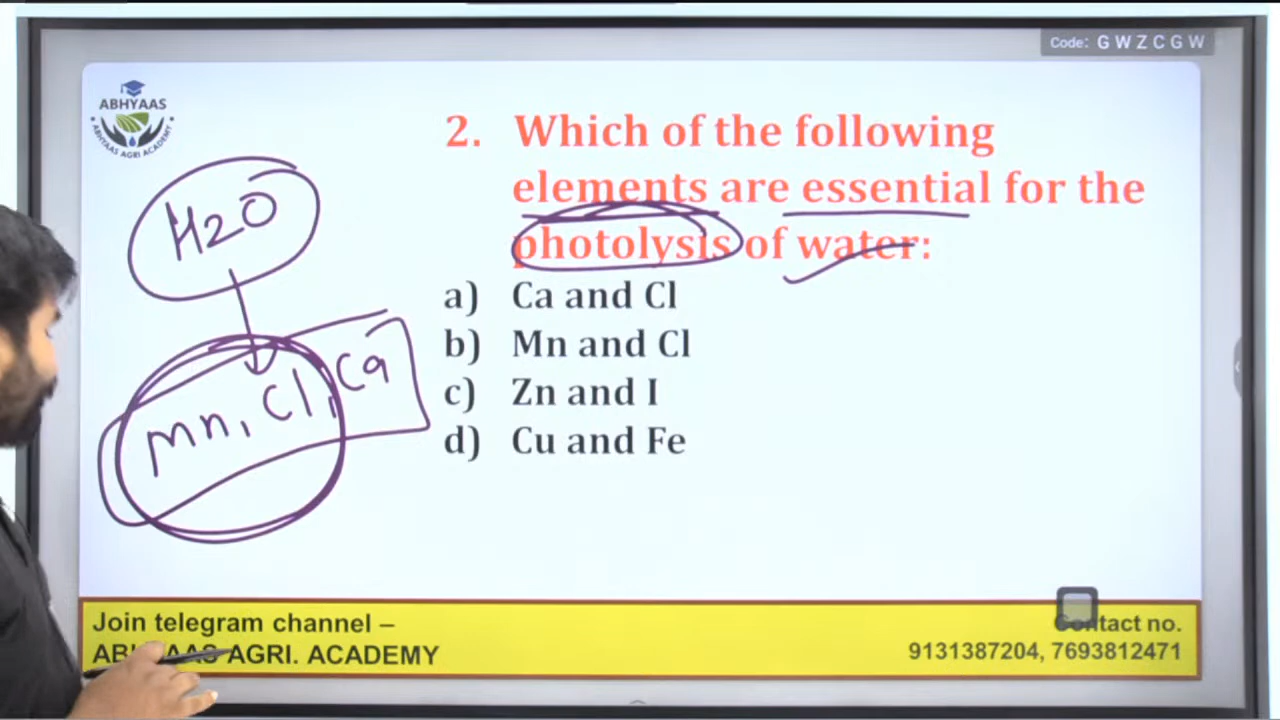 Code: G W Z C G W
ABHYAAS
ABHYAAS AGRI ACADEMY
2. Which of the following
elements are essential for the
photolysis of water:
a) Ca and Cl
b) Mn and Cl
c) Zn and I
d) Cu and Fe
H2O
Mn, Cl, Ca
Join telegram channel –
ABHYAAS AGRI. ACADEMY
Contact no.
9131387204, 7693812471